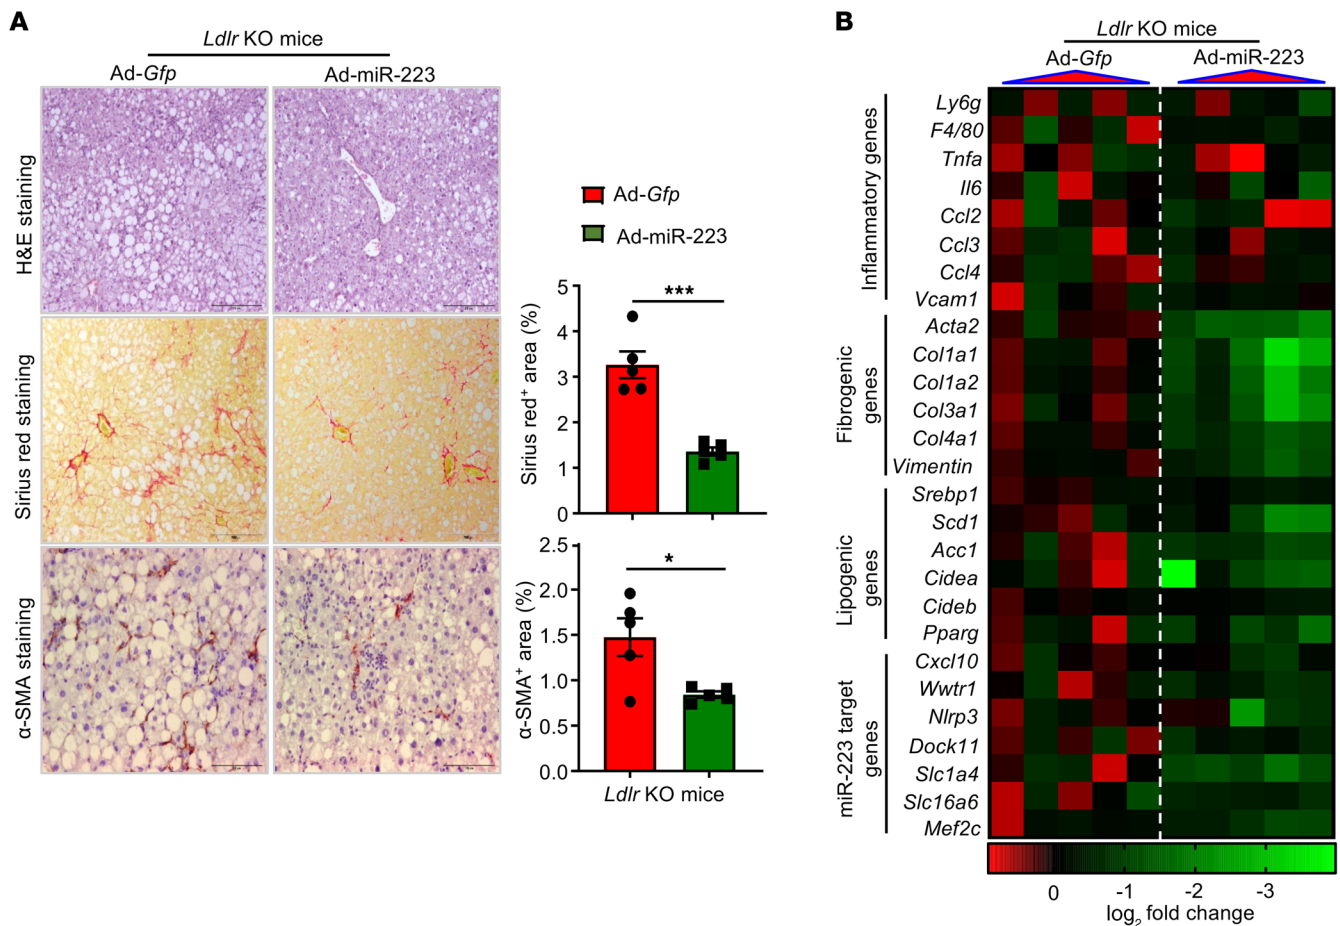 A
Ldlr KO mice
Ad-Gfp
Ad-miR-223
H&E staining
Sirius red staining
α-SMA staining
Ad-Gfp
Ad-miR-223
Sirius red⁺ area (%)
5
4
3
2
1
0
***
α-SMA⁺ area (%)
2.5
2.0
1.5
1.0
0.5
0.0
*
Ldlr KO mice
B
Ldlr KO mice
Ad-Gfp
Ad-miR-223
Inflammatory genes
Ly6g
F4/80
Tnfa
Il6
Ccl2
Ccl3
Ccl4
Vcam1
Fibrogenic
genes
Acta2
Col1a1
Col1a2
Col3a1
Col4a1
Vimentin
Lipogenic
genes
Srebp1
Scd1
Acc1
Cidea
Cideb
Pparg
miR-223 target
genes
Cxcl10
Wwtr1
Nlrp3
Dock11
Slc1a4
Slc16a6
Mef2c
0 -1 -2 -3
log₂ fold change